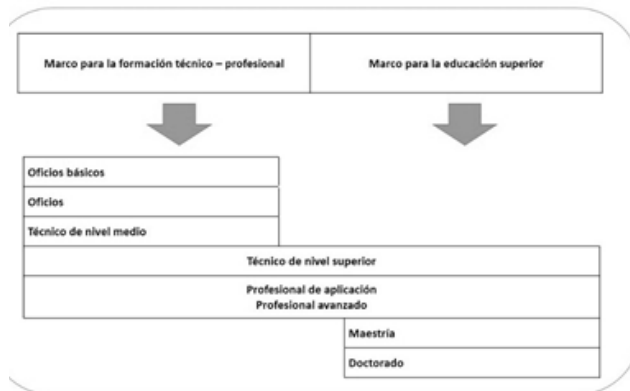 Marco para la formación técnico – profesional
Marco para la educación superior
Oficios básicos
Oficios
Técnico de nivel medio
Técnico de nivel superior
Profesional de aplicación
Profesional avanzado
Maestría
Doctorado